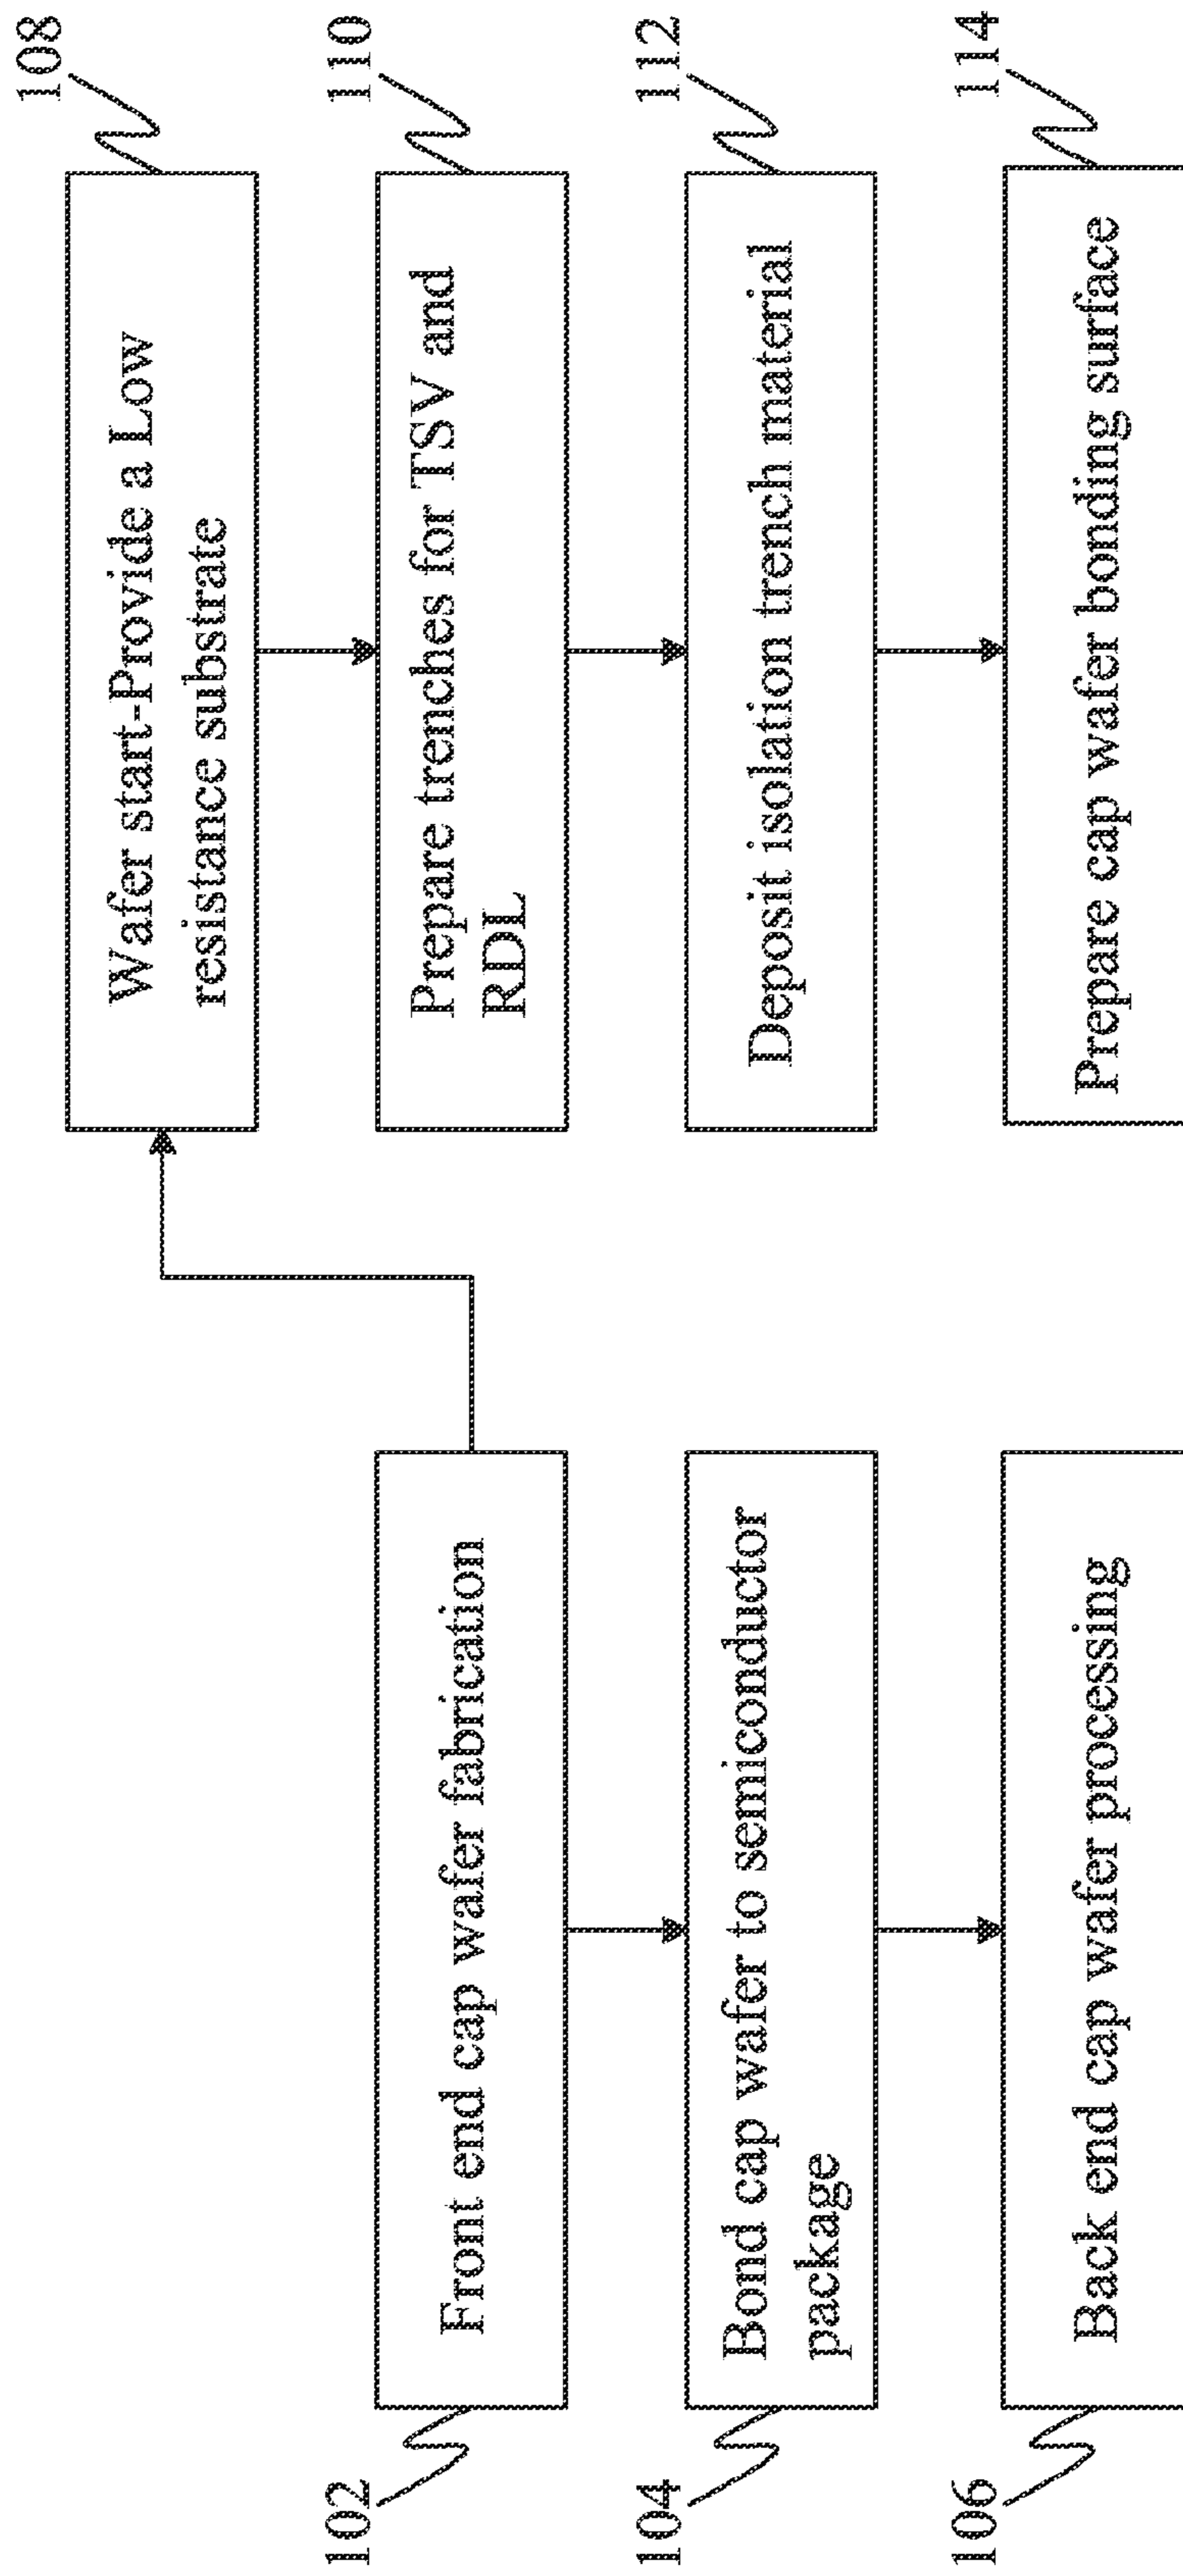 102
Front end cap wafer fabrication
104
Bond cap wafer to semiconductor
package
106
Back end cap wafer processing
108
Wafer start-Provide a Low
resistance substrate
110
Prepare trenches for TSV and
RDL
112
Deposit isolation trench material
114
Prepare cap wafer bonding surface